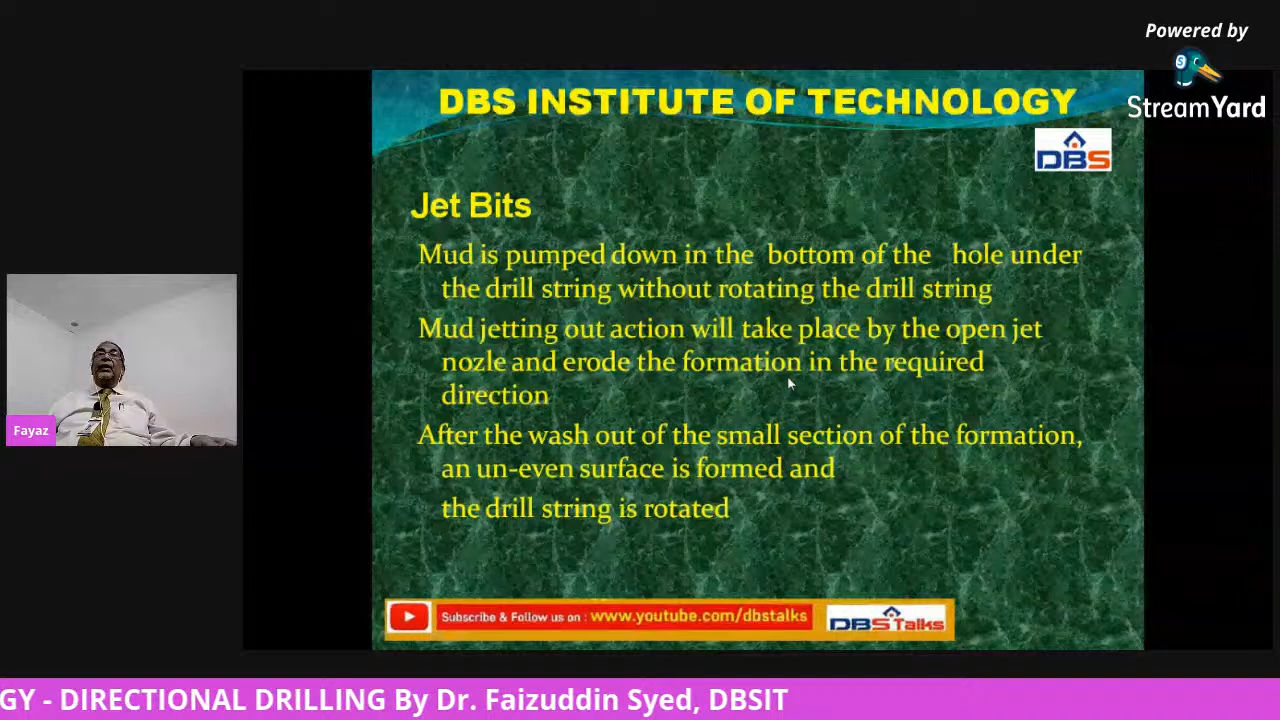 Powered by
StreamYard
DBS INSTITUTE OF TECHNOLOGY
DBS
Jet Bits
Mud is pumped down in the bottom of the hole under
the drill string without rotating the drill string
Mud jetting out action will take place by the open jet
nozle and erode the formation in the required
direction
After the wash out of the small section of the formation,
an un-even surface is formed and
the drill string is rotated
Fayaz
Subscribe & Follow us on : www.youtube.com/dbstalks
DBS Talks
GY - DIRECTIONAL DRILLING By Dr. Faizuddin Syed, DBSIT